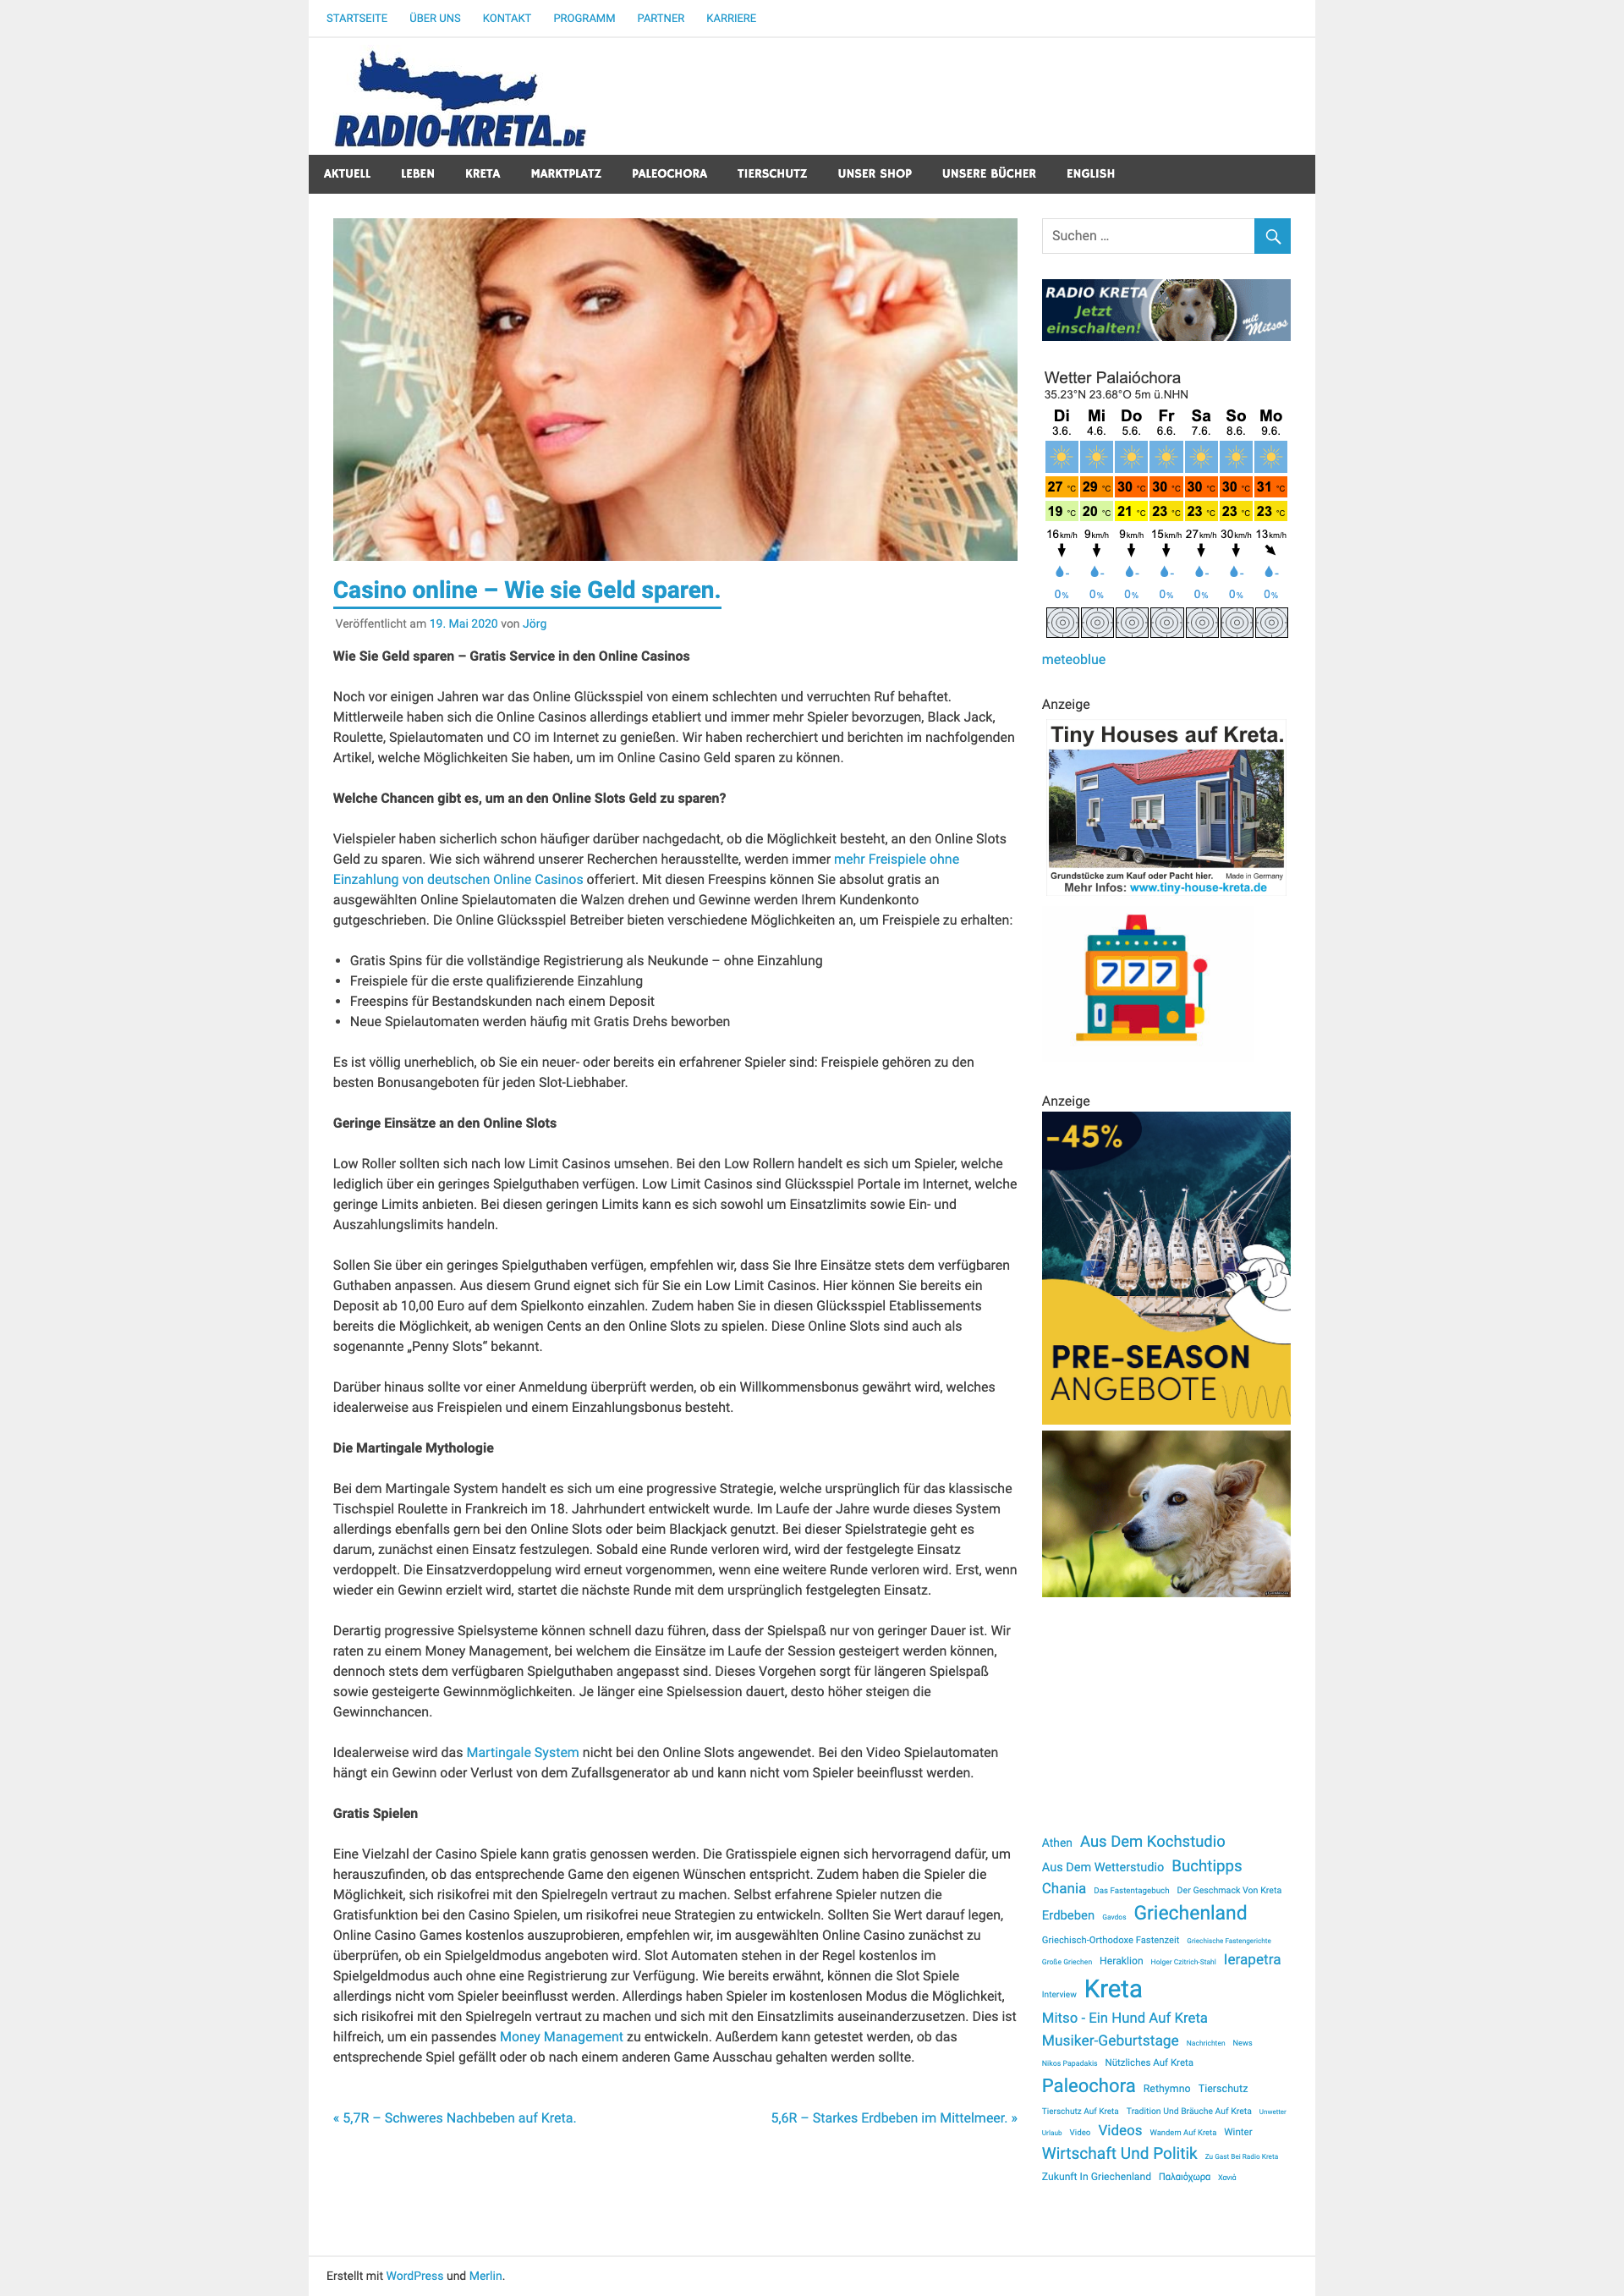 STARTSEITE ÜBER UNS KONTAKT PROGRAMM PARTNER KARRIERE
RADIO-KRETA.DE
AKTUELL LEBEN KRETA MARKTPLATZ PALEOCHORA TIERSCHUTZ UNSER SHOP UNSERE BÜCHER ENGLISH
Casino online – Wie sie Geld sparen.
Veröffentlicht am 19. Mai 2020 von Jörg
Wie Sie Geld sparen – Gratis Service in den Online Casinos
Noch vor einigen Jahren war das Online Glücksspiel von einem schlechten und verruchten Ruf behaftet.
Mittlerweile haben sich die Online Casinos allerdings etabliert und immer mehr Spieler bevorzugen, Black Jack,
Roulette, Spielautomaten und CO im Internet zu genießen. Wir haben recherchiert und berichten im nachfolgenden
Artikel, welche Möglichkeiten Sie haben, um im Online Casino Geld sparen zu können.
Welche Chancen gibt es, um an den Online Slots Geld zu sparen?
Vielspieler haben sicherlich schon häufiger darüber nachgedacht, ob die Möglichkeit besteht, an den Online Slots
Geld zu sparen. Wie sich während unserer Recherchen herausstellte, werden immer mehr Freispiele ohne
Einzahlung von deutschen Online Casinos offeriert. Mit diesen Freespins können Sie absolut gratis an
ausgewählten Online Spielautomaten die Walzen drehen und Gewinne werden Ihrem Kundenkonto
gutgeschrieben. Die Online Glücksspiel Betreiber bieten verschiedene Möglichkeiten an, um Freispiele zu erhalten:
• Gratis Spins für die vollständige Registrierung als Neukunde – ohne Einzahlung
• Freispiele für die erste qualifizierende Einzahlung
• Freespins für Bestandskunden nach einem Deposit
• Neue Spielautomaten werden häufig mit Gratis Drehs beworben
Es ist völlig unerheblich, ob Sie ein neuer- oder bereits ein erfahrener Spieler sind: Freispiele gehören zu den
besten Bonusangeboten für jeden Slot-Liebhaber.
Geringe Einsätze an den Online Slots
Low Roller sollten sich nach low Limit Casinos umsehen. Bei den Low Rollern handelt es sich um Spieler, welche
lediglich über ein geringes Spielguthaben verfügen. Low Limit Casinos sind Glücksspiel Portale im Internet, welche
geringe Limits anbieten. Bei diesen geringen Limits kann es sich sowohl um Einsatzlimits sowie Ein- und
Auszahlungslimits handeln.
Sollen Sie über ein geringes Spielguthaben verfügen, empfehlen wir, dass Sie Ihre Einsätze stets dem verfügbaren
Guthaben anpassen. Aus diesem Grund eignet sich für Sie ein Low Limit Casinos. Hier können Sie bereits ein
Deposit ab 10,00 Euro auf dem Spielkonto einzahlen. Zudem haben Sie in diesen Glücksspiel Etablissements
bereits die Möglichkeit, ab wenigen Cents an den Online Slots zu spielen. Diese Online Slots sind auch als
sogenannte „Penny Slots“ bekannt.
Darüber hinaus sollte vor einer Anmeldung überprüft werden, ob ein Willkommensbonus gewährt wird, welches
idealerweise aus Freispielen und einem Einzahlungsbonus besteht.
Die Martingale Mythologie
Bei dem Martingale System handelt es sich um eine progressive Strategie, welche ursprünglich für das klassische
Tischspiel Roulette in Frankreich im 18. Jahrhundert entwickelt wurde. Im Laufe der Jahre wurde dieses System
allerdings ebenfalls gern bei den Online Slots oder beim Blackjack genutzt. Bei dieser Spielstrategie geht es
darum, zunächst einen Einsatz festzulegen. Sobald eine Runde verloren wird, wird der festgelegte Einsatz
verdoppelt. Die Einsatzverdoppelung wird erneut vorgenommen, wenn eine weitere Runde verloren wird. Erst, wenn
wieder ein Gewinn erzielt wird, startet die nächste Runde mit dem ursprünglich festgelegten Einsatz.
Derartig progressive Spielsysteme können schnell dazu führen, dass der Spielspaß nur von geringer Dauer ist. Wir
raten zu einem Money Management, bei welchem die Einsätze im Laufe der Session gesteigert werden können,
dennoch stets dem verfügbaren Spielguthaben angepasst sind. Dieses Vorgehen sorgt für längeren Spielspaß
sowie gesteigerte Gewinnmöglichkeiten. Je länger eine Spielsession dauert, desto höher steigen die
Gewinnchancen.
Idealerweise wird das Martingale System nicht bei den Online Slots angewendet. Bei den Video Spielautomaten
hängt ein Gewinn oder Verlust von dem Zufallsgenerator ab und kann nicht vom Spieler beeinflusst werden.
Gratis Spielen
Eine Vielzahl der Casino Spiele kann gratis genossen werden. Die Gratisspiele eignen sich hervorragend dafür, um
herauszufinden, ob das entsprechende Game den eigenen Wünschen entspricht. Zudem haben die Spieler die
Möglichkeit, sich risikofrei mit den Spielregeln vertraut zu machen. Selbst erfahrene Spieler nutzen die
Gratisfunktion bei den Casino Spielen, um risikofrei neue Strategien zu entwickeln. Sollten Sie Wert darauf legen,
Online Casino Games kostenlos auszuprobieren, empfehlen wir, im ausgewählten Online Casino zunächst zu
überprüfen, ob ein Spielgeldmodus angeboten wird. Slot Automaten stehen in der Regel kostenlos im
Spielgeldmodus auch ohne eine Registrierung zur Verfügung. Wie bereits erwähnt, können die Slot Spiele
allerdings nicht vom Spieler beeinflusst werden. Allerdings haben Spieler im kostenlosen Modus die Möglichkeit,
sich risikofrei mit den Spielregeln vertraut zu machen und sich mit den Einsatzlimits auseinanderzusetzen. Dies ist
hilfreich, um ein passendes Money Management zu entwickeln. Außerdem kann getestet werden, ob das
entsprechende Spiel gefällt oder ob nach einem anderen Game Ausschau gehalten werden sollte.
« 5,7R – Schweres Nachbeben auf Kreta. 5,6R – Starkes Erdbeben im Mittelmeer. »
Suchen …
RADIO KRETA
Jetzt
einschalten!
mit
Mitsos
Wetter Palaióchora
35.23°N 23.68°O 5m ü.NHN
Di Mi Do Fr Sa So Mo
3.6. 4.6. 5.6. 6.6. 7.6. 8.6. 9.6.
27 °C 29 °C 30 °C 30 °C 30 °C 30 °C 31 °C
19 °C 20 °C 21 °C 23 °C 23 °C 23 °C 23 °C
16km/h 9km/h 9km/h 15km/h 27km/h 30km/h 13km/h
- - - - - - -
0% 0% 0% 0% 0% 0% 0%
meteoblue
Anzeige
Tiny Houses auf Kreta.
Grundstücke zum Kauf oder Pacht hier. Made in Germany
Mehr Infos: www.tiny-house-kreta.de
777
Anzeige
-45%
PRE-SEASON
ANGEBOTE
Athen Aus Dem Kochstudio
Aus Dem Wetterstudio Buchtipps
Chania Das Fastentagebuch Der Geschmack Von Kreta
Erdbeben Gavdos Griechenland
Griechisch-Orthodoxe Fastenzeit Griechische Fastengerichte
Große Griechen Heraklion Holger Czitrich-Stahl Ierapetra
Interview Kreta
Mitso - Ein Hund Auf Kreta
Musiker-Geburtstage Nachrichten News
Nikos Papadakis Nützliches Auf Kreta
Paleochora Rethymno Tierschutz
Tierschutz Auf Kreta Tradition Und Bräuche Auf Kreta Unwetter
Urlaub Video Videos Wandern Auf Kreta Winter
Wirtschaft Und Politik Zu Gast Bei Radio Kreta
Zukunft In Griechenland Παλαιόχωρα Χανιά
Erstellt mit WordPress und Merlin.